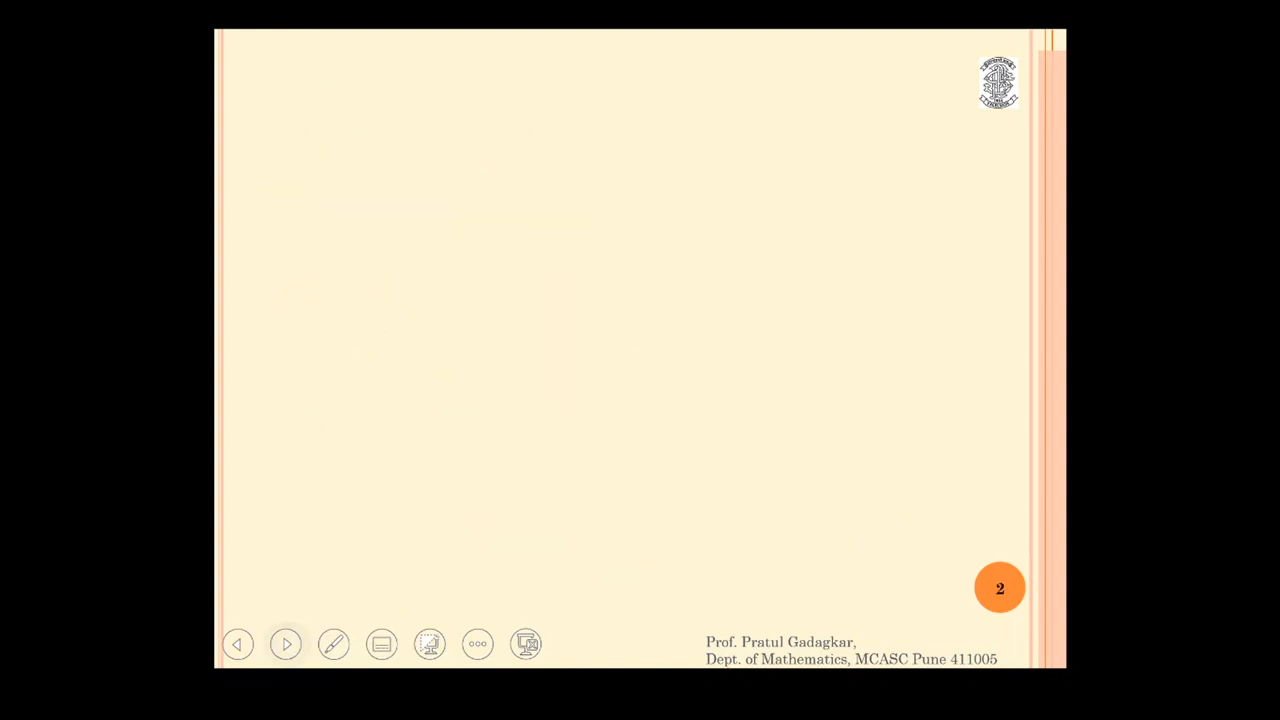 2
Prof. Pratul Gadagkar,
Dept. of Mathematics, MCASC Pune 411005